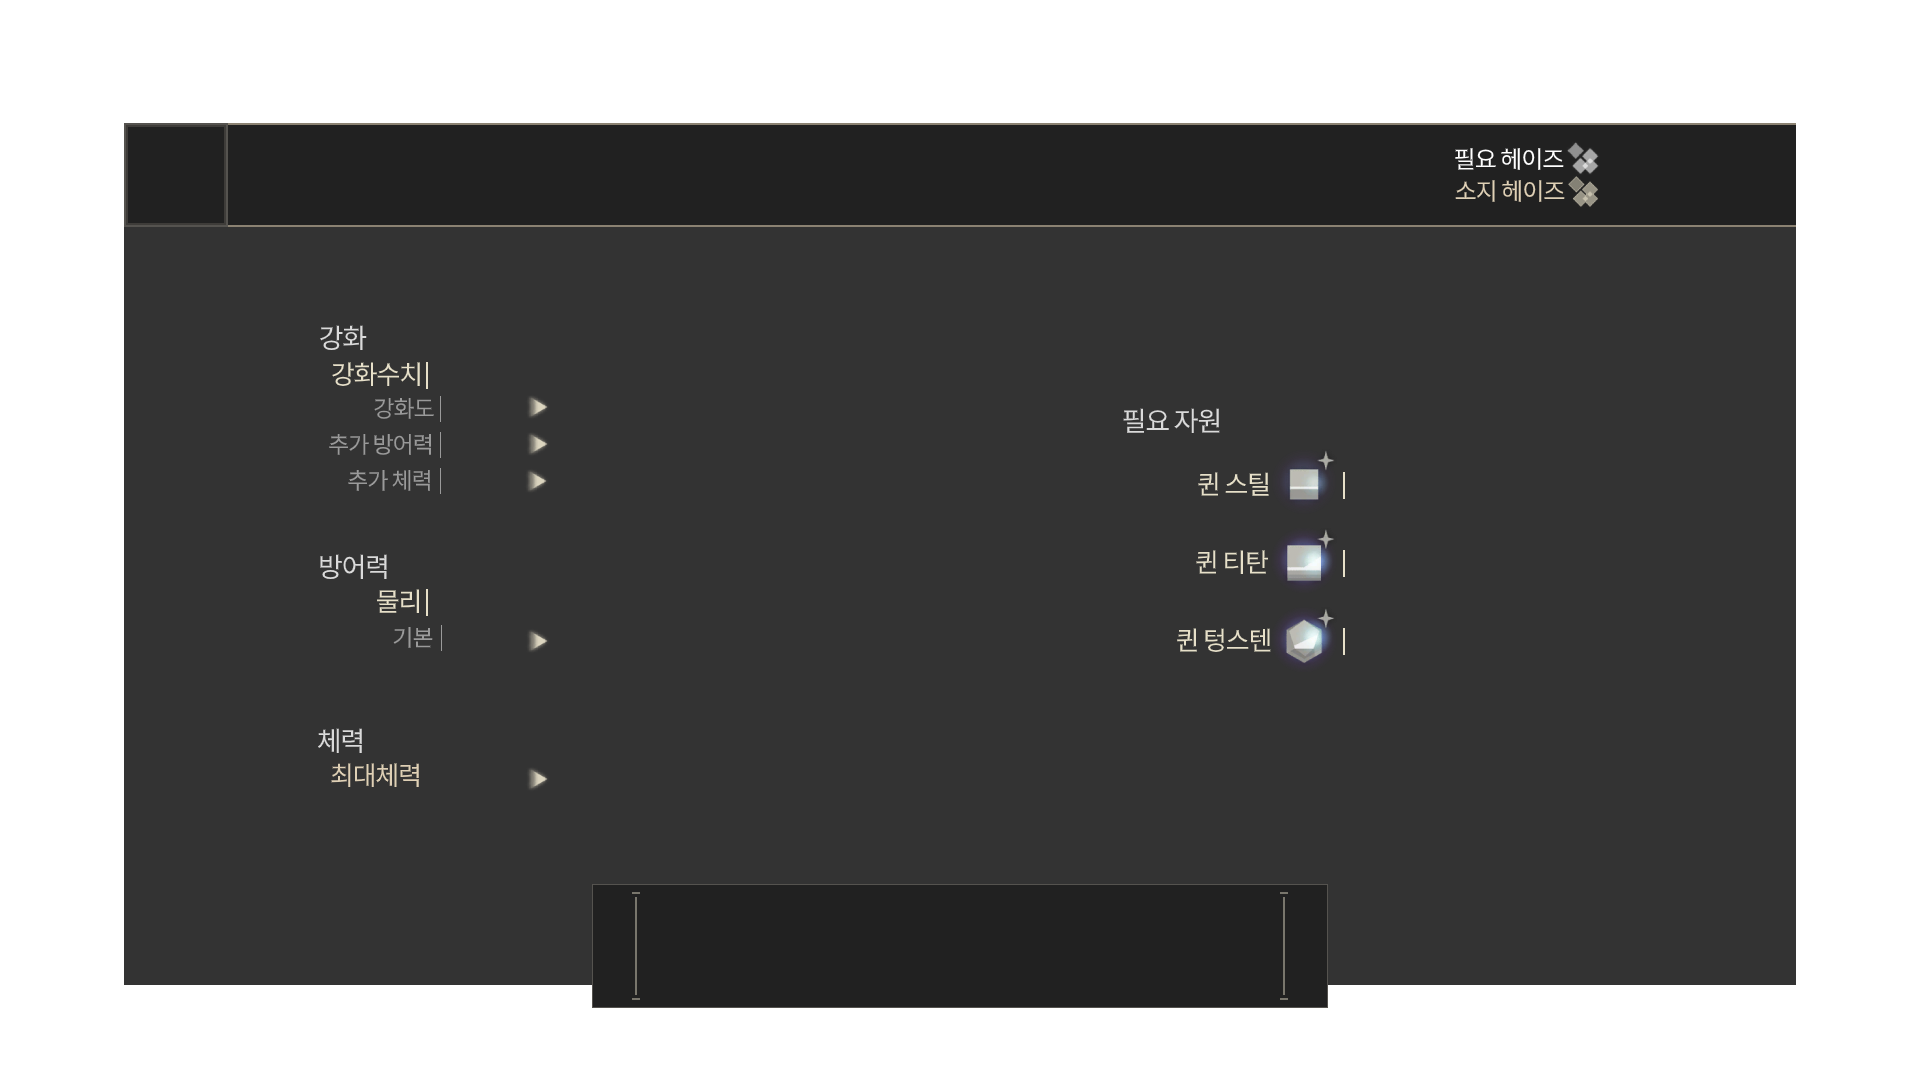 필요 헤이즈
소지 헤이즈
강화
강화수치
강화도
추가 방어력
추가 체력
방어력
물리
기본
체력
최대체력
필요 자원
퀸 스틸
퀸 티탄
퀸 텅스텐